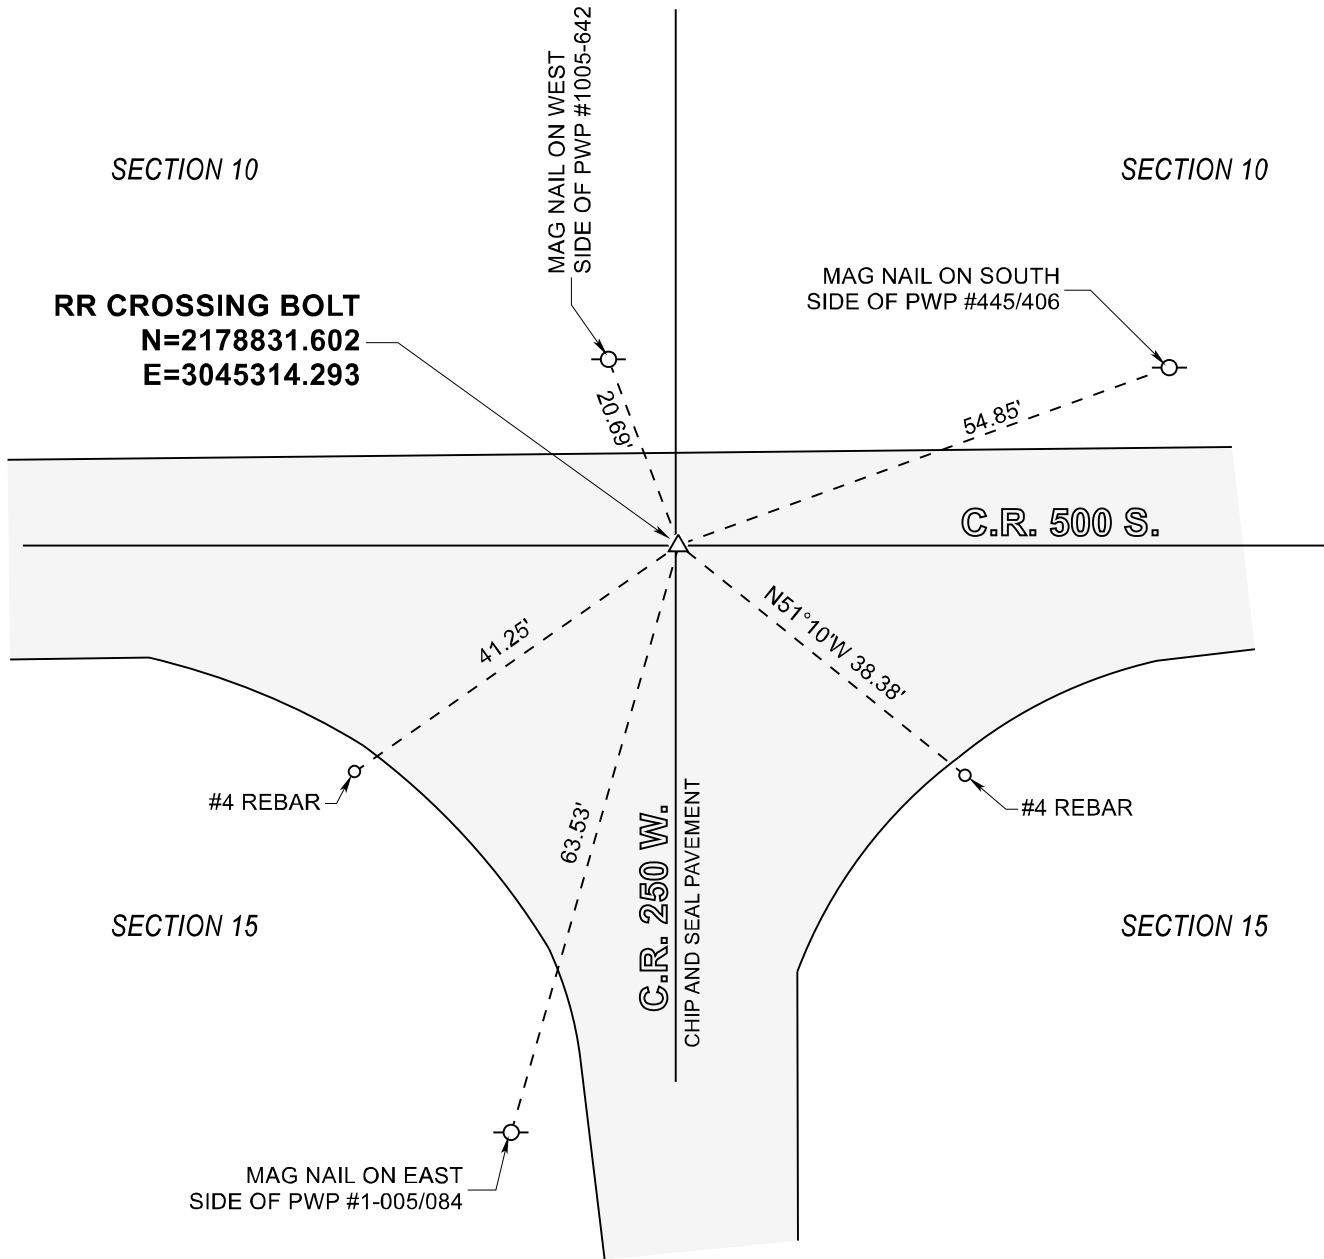 MAG NAIL ON WEST
SIDE OF PWP #1005-642
SECTION 10
SECTION 10
MAG NAIL ON SOUTH
SIDE OF PWP #445/406
RR CROSSING BOLT
N=2178831.602
E=3045314.293
20.69'
54.85'
C.R. 500 S.
41.25'
N51°10'W 38.38'
#4 REBAR
#4 REBAR
63.53'
C.R. 250 W.
CHIP AND SEAL PAVEMENT
SECTION 15
SECTION 15
MAG NAIL ON EAST
SIDE OF PWP #1-005/084